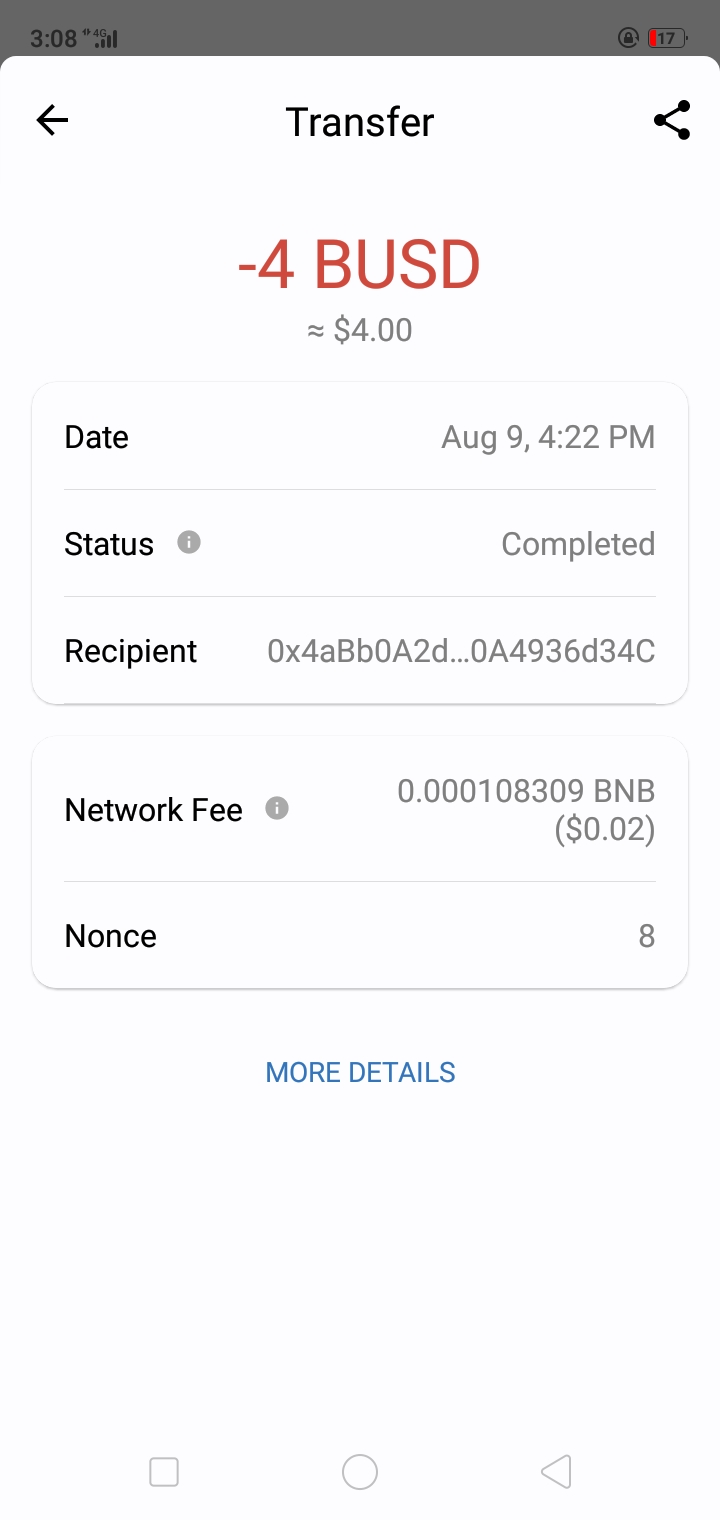 3:08 4G 17
Transfer
-4 BUSD
≈ $4.00
Date Aug 9, 4:22 PM
Status Completed
Recipient 0x4aBb0A2d...0A4936d34C
Network Fee 0.000108309 BNB
($0.02)
Nonce 8
MORE DETAILS